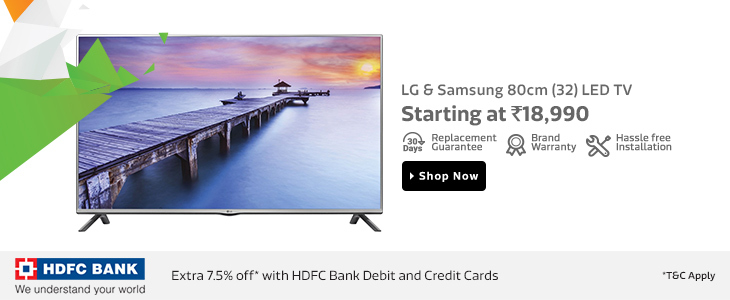 LG & Samsung 80cm (32) LED TV
Starting at ₹18,990
30
Days
Replacement
Guarantee
Brand
Warranty
Hassle free
Installation
Shop Now
HDFC BANK
We understand your world
Extra 7.5% off* with HDFC Bank Debit and Credit Cards
*T&C Apply